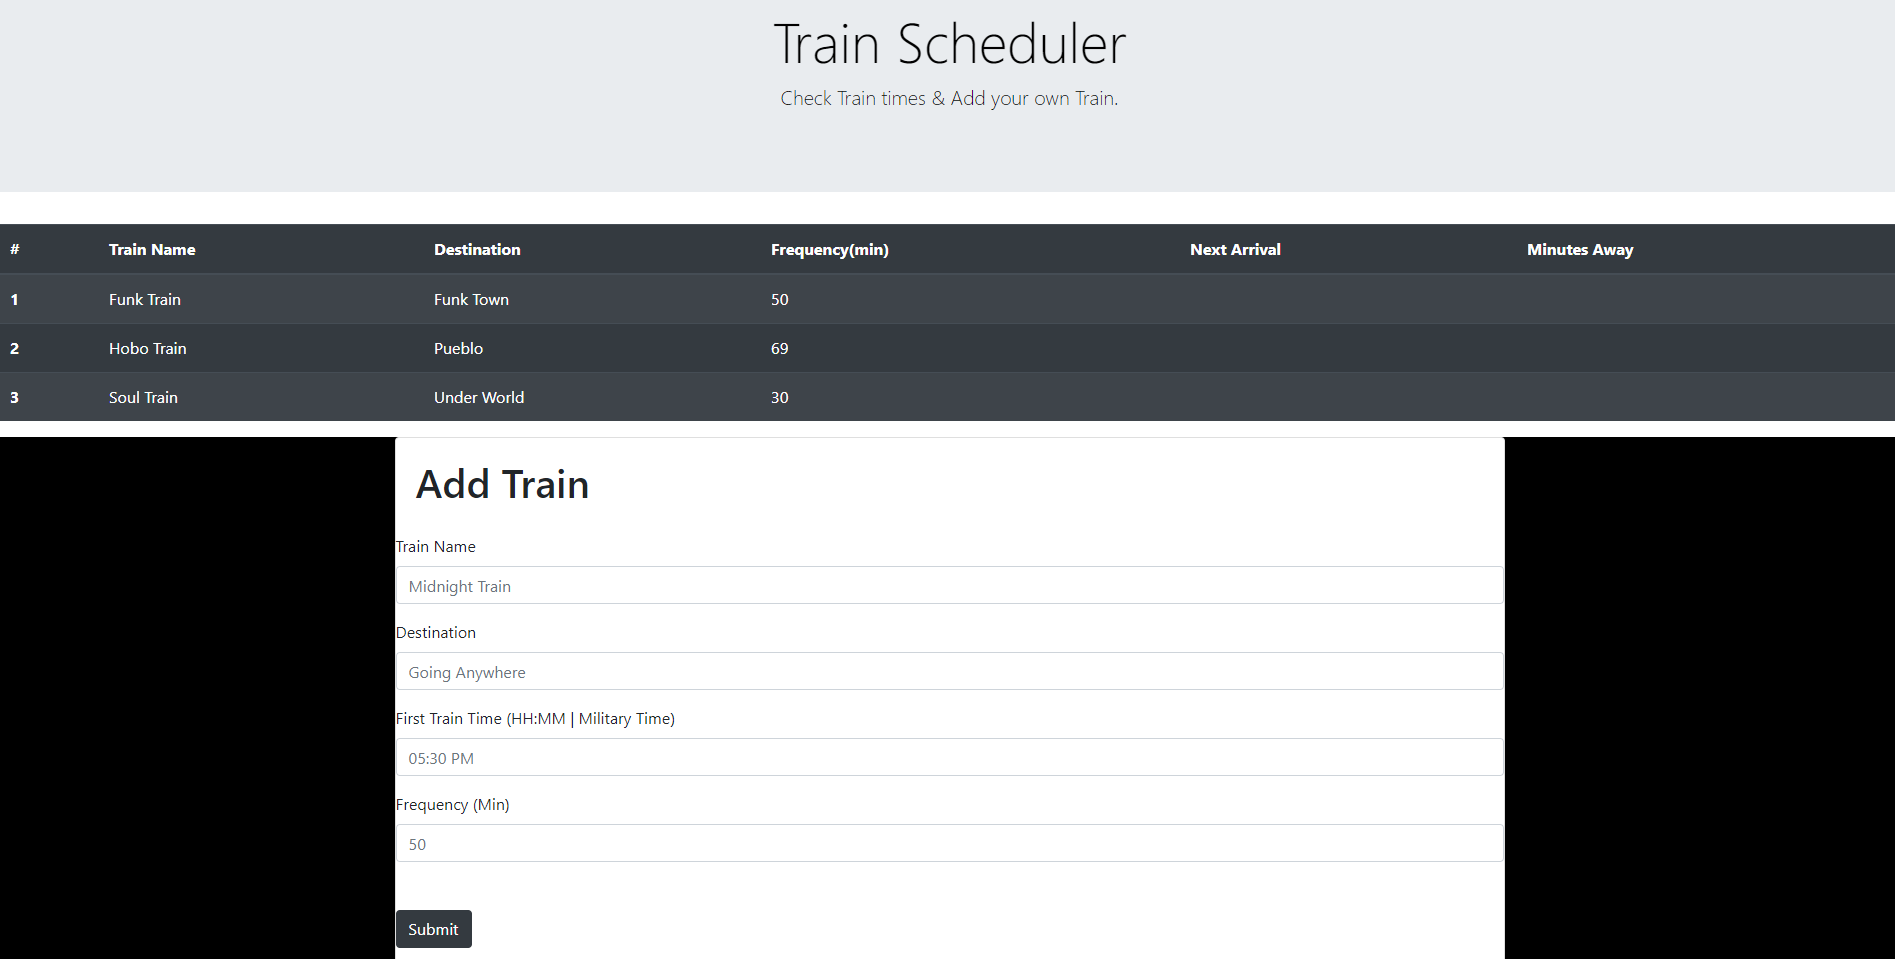 Train Scheduler
Check Train times & Add your own Train.
# Train Name Destination Frequency(min) Next Arrival Minutes Away
1 Funk Train Funk Town 50
2 Hobo Train Pueblo 69
3 Soul Train Under World 30
Add Train
Train Name
Midnight Train
Destination
Going Anywhere
First Train Time (HH:MM | Military Time)
05:30 PM
Frequency (Min)
50
Submit